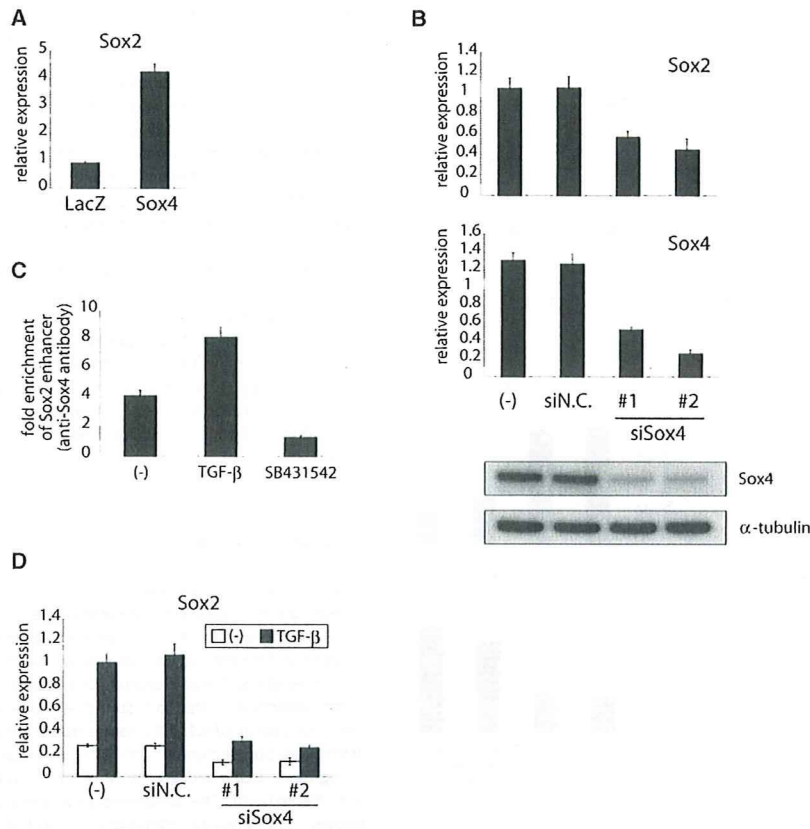 A
Sox2
relative expression
5
4
3
2
1
0
LacZ Sox4
B
Sox2
relative expression
1.4
1.2
1
0.8
0.6
0.4
0.2
0
Sox4
relative expression
1.6
1.4
1.2
1
0.8
0.6
0.4
0.2
0
(-) siN.C. #1 #2
siSox4
Sox4
α-tubulin
C
fold enrichment
of Sox2 enhancer
(anti-Sox4 antibody)
10
8
6
4
2
0
(-) TGF-β SB431542
D
Sox2
relative expression
1.4
1.2
1
0.8
0.6
0.4
0.2
0
(-) TGF-β
(-) siN.C. #1 #2
siSox4